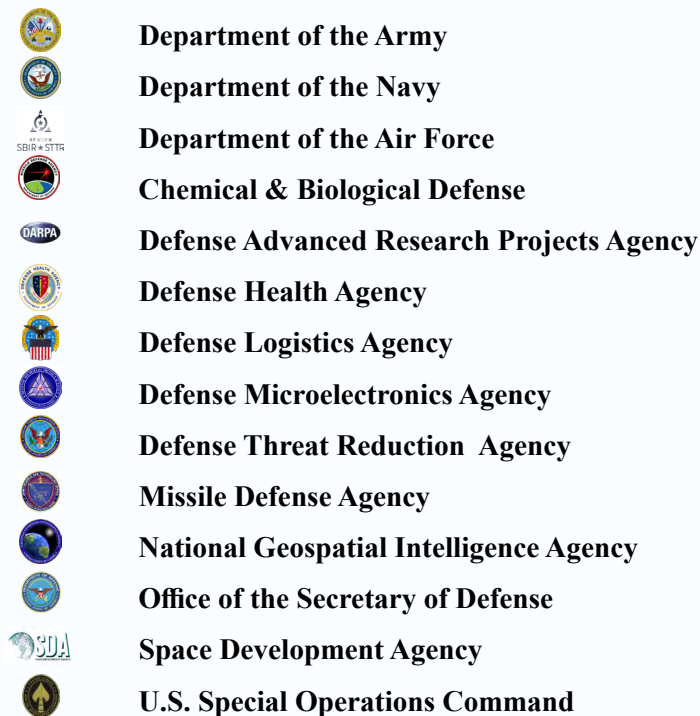 Department of the Army
Department of the Navy
AFWERX
SBIR★STTR
Department of the Air Force
Chemical & Biological Defense
DARPA
Defense Advanced Research Projects Agency
Defense Health Agency
Defense Logistics Agency
Defense Microelectronics Agency
Defense Threat Reduction Agency
Missile Defense Agency
National Geospatial Intelligence Agency
Office of the Secretary of Defense
SDA
Space Development Agency
U.S. Special Operations Command